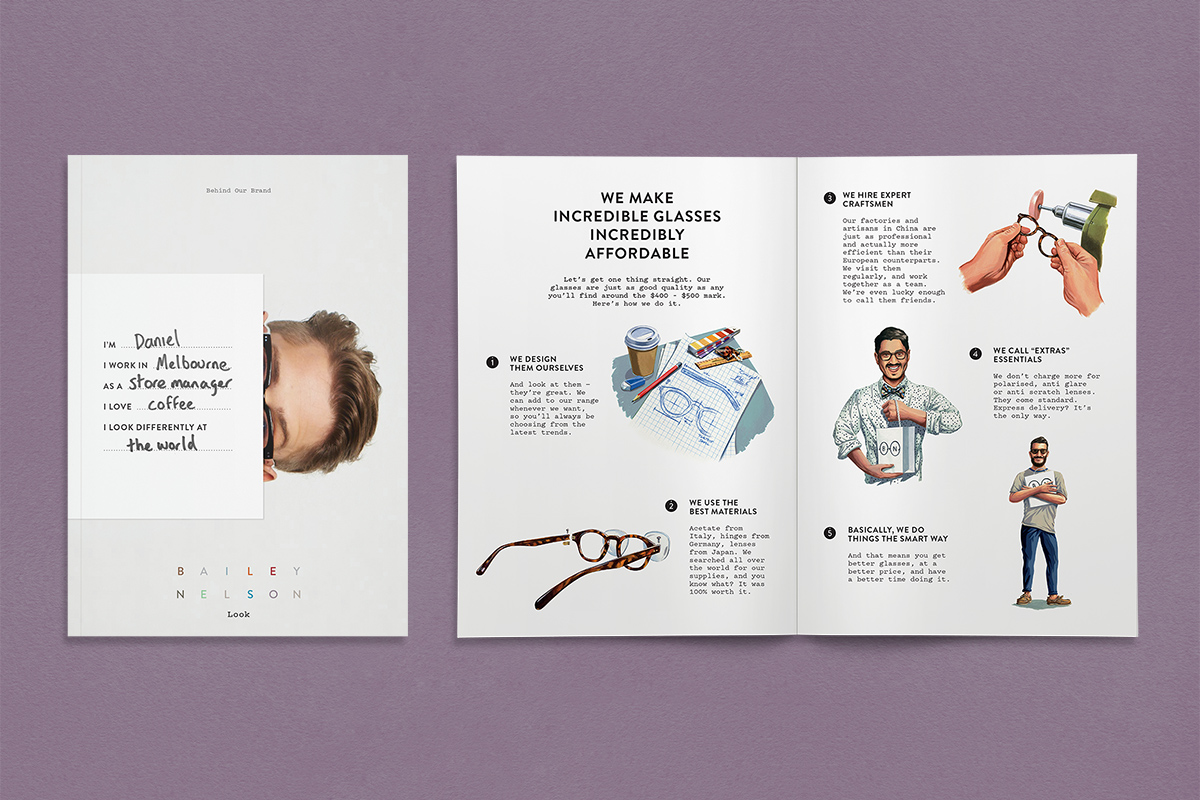 Behind Our Brand
I'M Daniel
I WORK IN Melbourne
AS A store manager
I LOVE coffee
I LOOK DIFFERENTLY AT
the world
BAILEY
NELSON
Look
WE MAKE
INCREDIBLE GLASSES
INCREDIBLY
AFFORDABLE
Let's get one thing straight. Our
glasses are just as good quality as any
you'll find around the $400 - $500 mark.
Here's how we do it.
1 WE DESIGN
THEM OURSELVES
And look at them –
they're great. We
can add to our range
whenever we want,
so you'll always be
choosing from the
latest trends.
2 WE USE THE
BEST MATERIALS
Acetate from
Italy, hinges from
Germany, lenses
from Japan. We
searched all over
the world for our
supplies, and you
know what? It was
100% worth it.
3 WE HIRE EXPERT
CRAFTSMEN
Our factories and
artisans in China are
just as professional
and actually more
efficient than their
European counterparts.
We visit them
regularly, and work
together as a team.
We're even lucky enough
to call them friends.
B N
4 WE CALL "EXTRAS"
ESSENTIALS
We don't charge more for
polarised, anti glare
or anti scratch lenses.
They come standard.
Express delivery? It's
the only way.
B N
5 BASICALLY, WE DO
THINGS THE SMART WAY
And that means you get
better glasses, at a
better price, and have
a better time doing it.